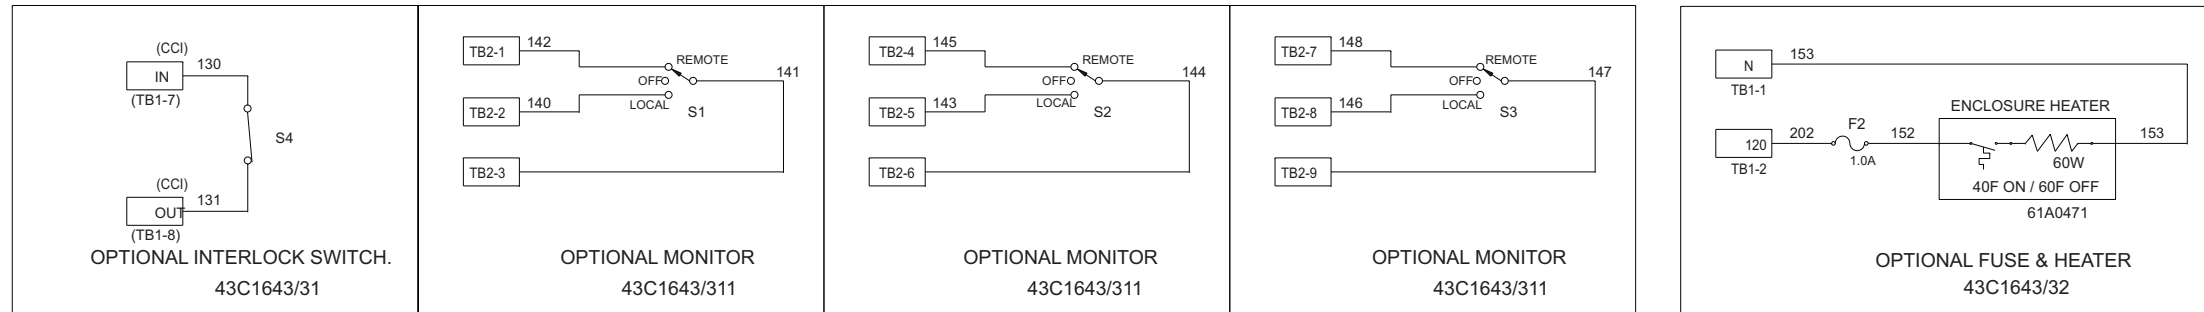 (CCI)
130
IN
(TB1-7)
S4
(CCI)
131
OUT
(TB1-8)
OPTIONAL INTERLOCK SWITCH.
43C1643/31
TB2-1
142
REMOTE
141
OFF
TB2-2
140
LOCAL
S1
TB2-3
OPTIONAL MONITOR
43C1643/311
TB2-4
145
REMOTE
144
OFF
TB2-5
143
LOCAL
S2
TB2-6
OPTIONAL MONITOR
43C1643/311
TB2-7
148
REMOTE
147
OFF
TB2-8
146
LOCAL
S3
TB2-9
OPTIONAL MONITOR
43C1643/311
N
153
TB1-1
ENCLOSURE HEATER
120
202
F2
152
153
1.0A
60W
TB1-2
40F ON / 60F OFF
61A0471
OPTIONAL FUSE & HEATER
43C1643/32